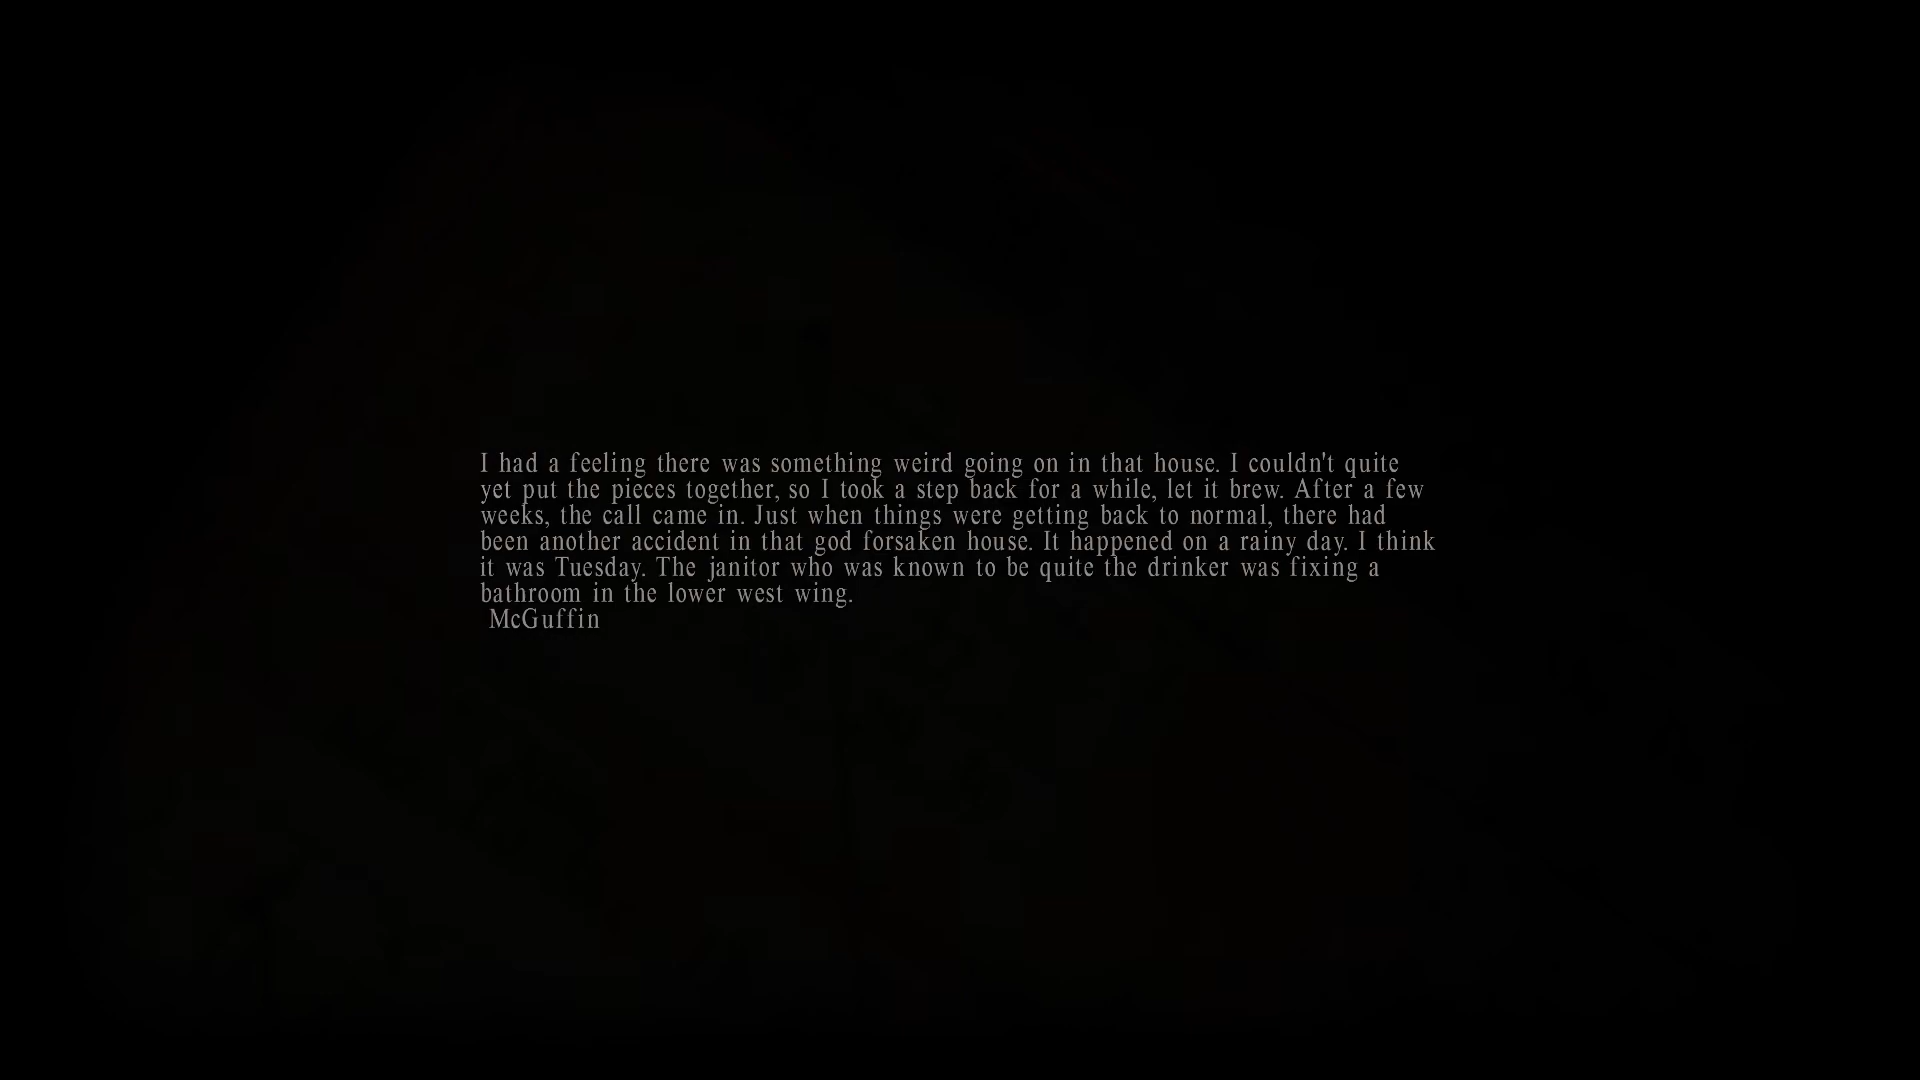 I had a feeling there was something weird going on in that house. I couldn't quite
yet put the pieces together, so I took a step back for a while, let it brew. After a few
weeks, the call came in. Just when things were getting back to normal, there had
been another accident in that god forsaken house. It happened on a rainy day. I think
it was Tuesday. The janitor who was known to be quite the drinker was fixing a
bathroom in the lower west wing.
McGuffin